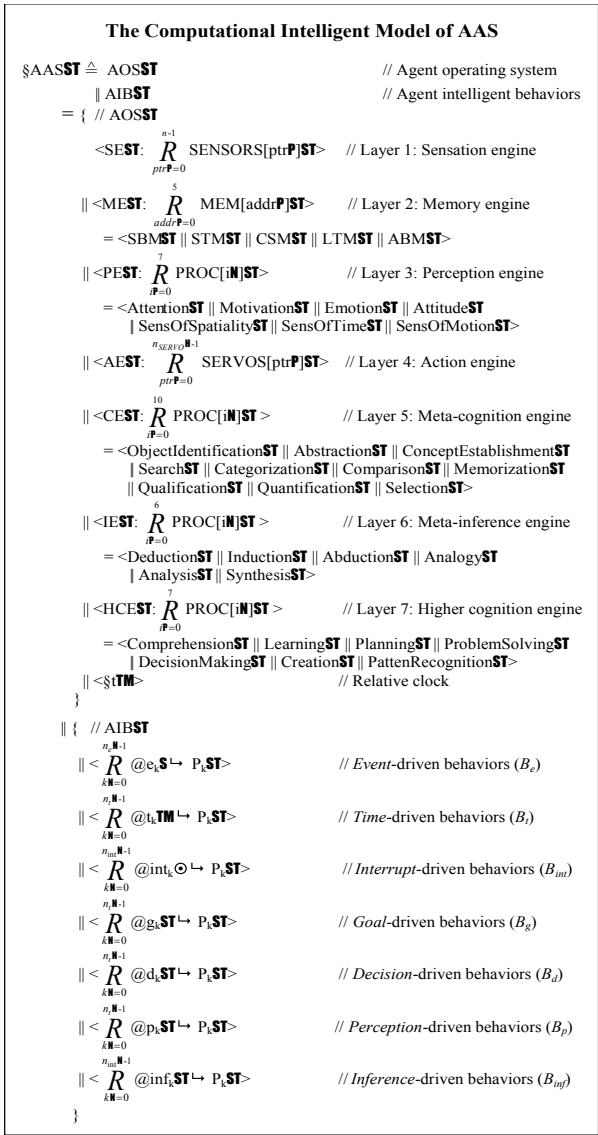 The Computational Intelligent Model of AAS
§AASST ≙ AOSST // Agent operating system
|| AIBST // Agent intelligent behaviors
= { // AOSST
n-1
<SEST: R SENSORS[ptrP]ST> // Layer 1: Sensation engine
ptrP=0
5
|| <MEST: R MEM[addrP]ST> // Layer 2: Memory engine
addrP=0
= <SBMST || STMST || CSMST || LTMST || ABMST>
7
|| <PEST: R PROC[iN]ST> // Layer 3: Perception engine
iP=0
= <AttentionST || MotivationST || EmotionST || AttitudeST
|| SensOfSpatialityST || SensOfTimeST || SensOfMotionST>
nSERVON-1
|| <AEST: R SERVOS[ptrP]ST> // Layer 4: Action engine
ptrP=0
10
||<CEST: R PROC[iN]ST > // Layer 5: Meta-cognition engine
iP=0
= <ObjectIdentificationST || AbstractionST || ConceptEstablishmentST
|| SearchST || CategorizationST || ComparisonST || MemorizationST
|| QualificationST || QuantificationST || SelectionST>
6
|| <IEST: R PROC[iN]ST > // Layer 6: Meta-inference engine
iP=0
= <DeductionST || InductionST || AbductionST || AnalogyST
|| AnalysisST || SynthesisST>
7
|| <HCEST: R PROC[iN]ST > // Layer 7: Higher cognition engine
iP=0
= <ComprehensionST || LearningST || PlanningST || ProblemSolvingST
|| DecisionMakingST || CreationST || PattenRecognitionST>
|| <§tTM> // Relative clock
}
|| { // AIBST
neN-1
|| < R @ekS ↪ PkST> // Event-driven behaviors (Be)
kN=0
ntN-1
|| < R @tkTM ↪ PkST> // Time-driven behaviors (Bt)
kN=0
nintN-1
|| < R @intk⊙ ↪ PkST> // Interrupt-driven behaviors (Bint)
kN=0
ntN-1
|| < R @gkST ↪ PkST> // Goal-driven behaviors (Bg)
kN=0
ntN-1
|| < R @dkST ↪ PkST> // Decision-driven behaviors (Bd)
kN=0
ntN-1
|| < R @pkST ↪ PkST> // Perception-driven behaviors (Bp)
kN=0
nintN-1
|| < R @infkST ↪ PkST> // Inference-driven behaviors (Binf)
kN=0
}